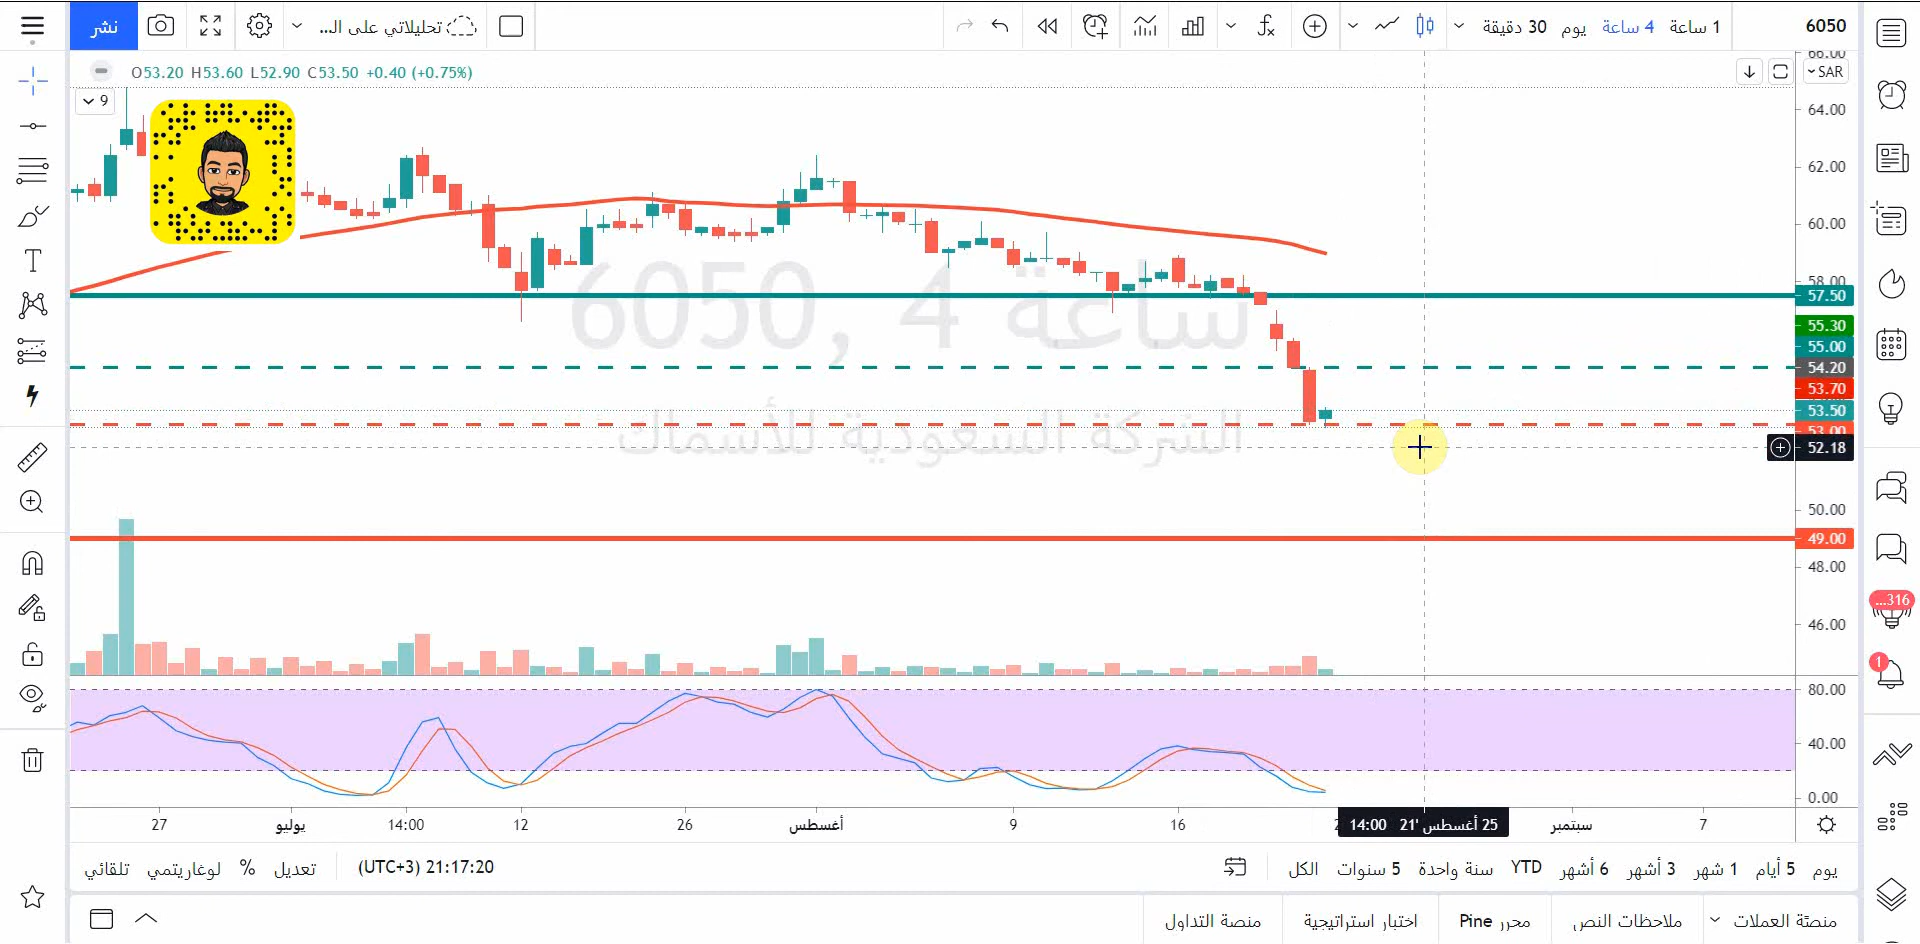 نشر
تحليلاتي على الـ...
30 دقيقة
يوم
4 ساعة
1 ساعة
6050
O53.20 H53.60 L52.90 C53.50 +0.40 (+0.75%)
SAR
9
66.00
64.00
62.00
60.00
58.00
57.50
55.30
55.00
54.20
53.70
53.50
53.00
52.18
50.00
49.00
48.00
46.00
6050, 4 ساعة
الشركة السعودية للأسماك
...316
1
80.00
40.00
0.00
27
يوليو
14:00
12
26
أغسطس
9
16
25 أغسطس '21 14:00
سبتمبر
7
تلقائي
لوغاريتمي
%
تعديل
21:17:20 (UTC+3)
الكل
5 سنوات
سنة واحدة
YTD
6 أشهر
3 أشهر
1 شهر
5 أيام
يوم
منصة التداول
اختبار استراتيجية
محرر Pine
ملاحظات النص
منصئة العملات